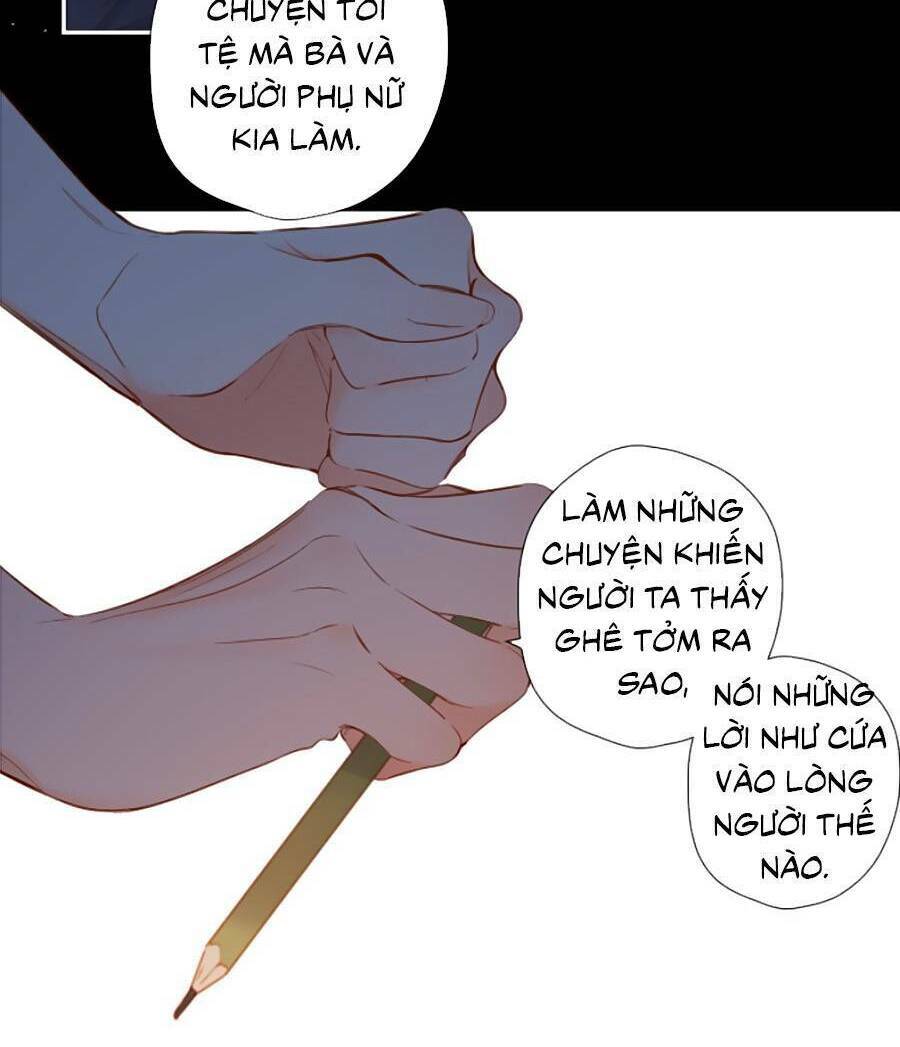 CHUYỆN TỒI
TỆ MÀ BÀ VÀ
NGƯỜI PHỤ NỮ
KIA LÀM.
LÀM NHỮNG
CHUYỆN KHIẾN
NGƯỜI TA THẤY
GHÊ TỞM RA
SAO,
NÓI NHỮNG
LỜI NHƯ CỨA
VÀO LÒNG
NGƯỜI THẾ
NÀO.